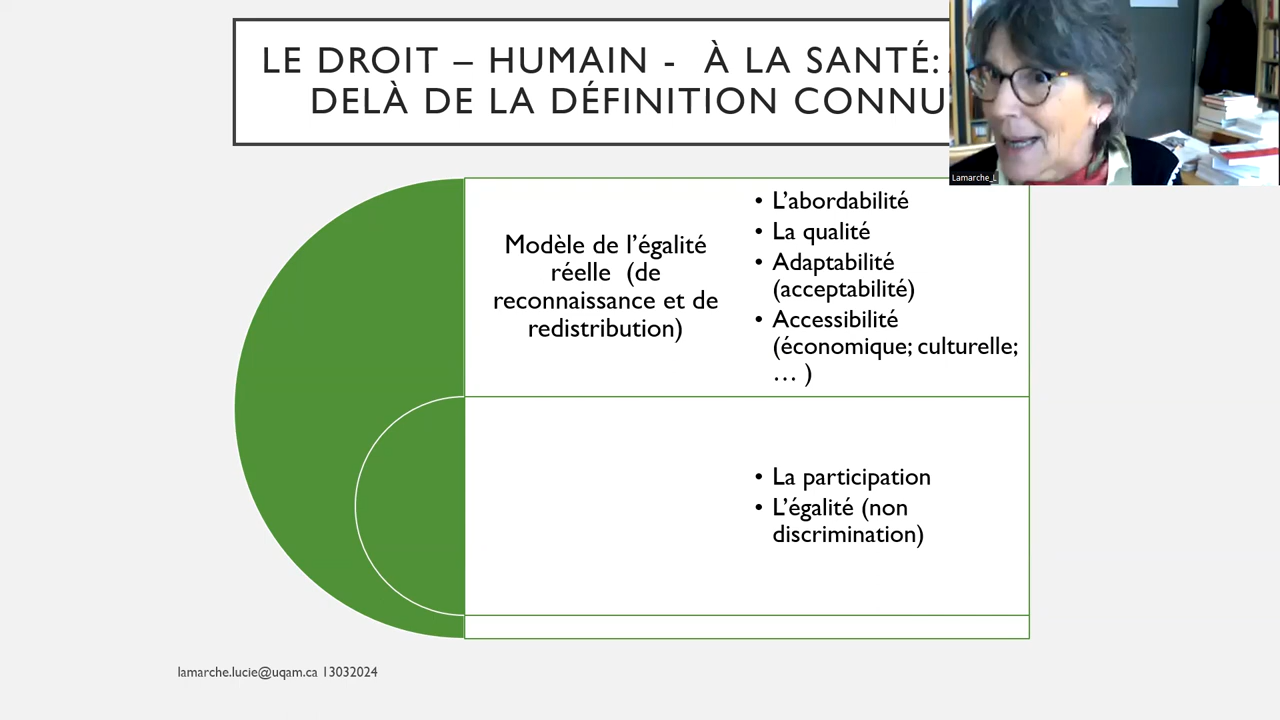 LE DROIT – HUMAIN - À LA SANTÉ:
DELÀ DE LA DÉFINITION CONNU
Lamarche_L
Modèle de l’égalité
réelle (de
reconnaissance et de
redistribution)
• L’abordabilité
• La qualité
• Adaptabilité
(acceptabilité)
• Accessibilité
(économique; culturelle;
… )
• La participation
• L’égalité (non
discrimination)
lamarche.lucie@uqam.ca 13032024